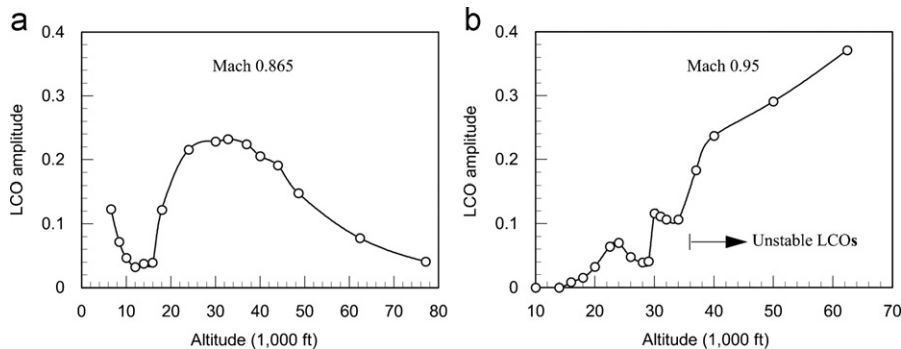 a
Mach 0.865
LCO amplitude
0.4
0.3
0.2
0.1
0
0 10 20 30 40 50 60 70 80
Altitude (1,000 ft)
b
Mach 0.95
LCO amplitude
0.4
0.3
0.2
0.1
0
Unstable LCOs
10 20 30 40 50 60 70
Altitude (1,000 ft)